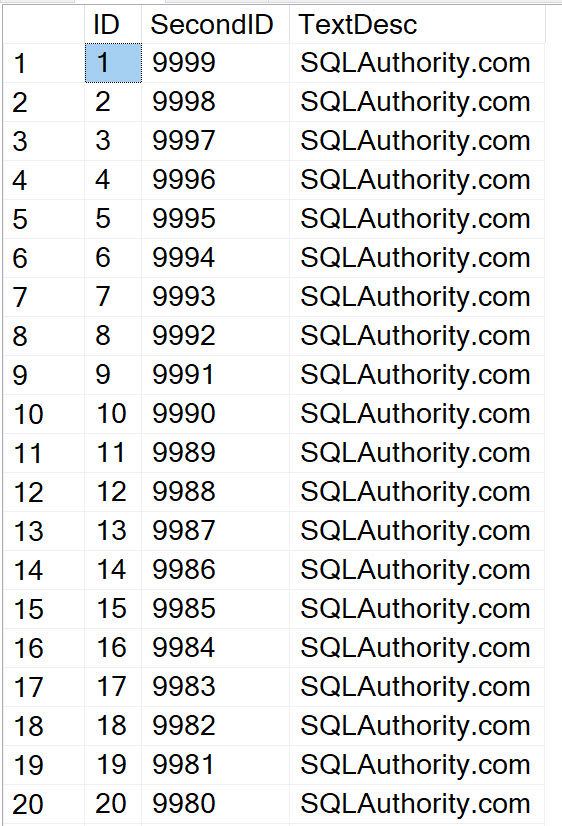 ID SecondID TextDesc
1 1 9999 SQLAuthority.com
2 2 9998 SQLAuthority.com
3 3 9997 SQLAuthority.com
4 4 9996 SQLAuthority.com
5 5 9995 SQLAuthority.com
6 6 9994 SQLAuthority.com
7 7 9993 SQLAuthority.com
8 8 9992 SQLAuthority.com
9 9 9991 SQLAuthority.com
10 10 9990 SQLAuthority.com
11 11 9989 SQLAuthority.com
12 12 9988 SQLAuthority.com
13 13 9987 SQLAuthority.com
14 14 9986 SQLAuthority.com
15 15 9985 SQLAuthority.com
16 16 9984 SQLAuthority.com
17 17 9983 SQLAuthority.com
18 18 9982 SQLAuthority.com
19 19 9981 SQLAuthority.com
20 20 9980 SQLAuthority.com